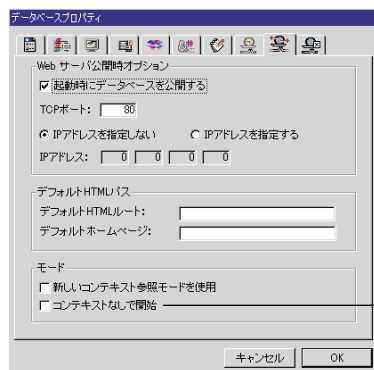 データベースプロパティ
Web サーバ公開時オプション
起動時にデータベースを公開する
TCPポート: 80
IPアドレスを指定しない IPアドレスを指定する
IPアドレス: 0 0 0 0
デフォルトHTMLパス
デフォルトHTMLルート:
デフォルトホームページ:
モード
新しいコンテキスト参照モードを使用
コンテキストなしで開始
キャンセル OK